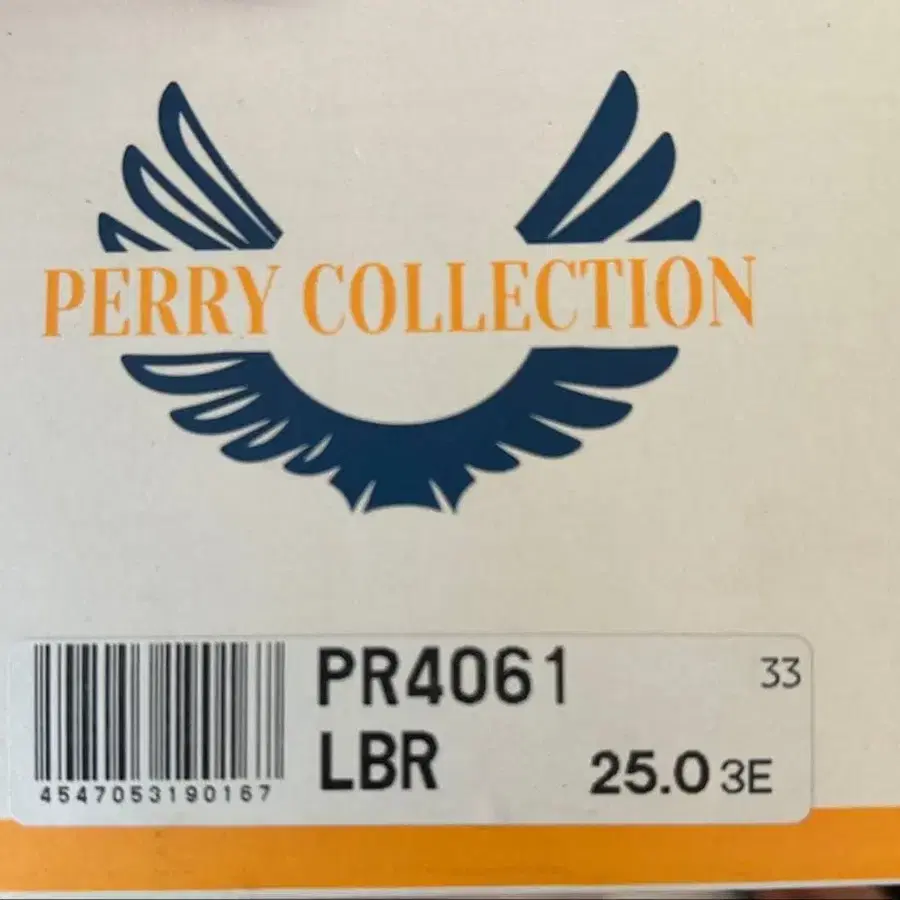 PERRY COLLECTION
PR4061
33
LBR
25.0 3E
4547053190167